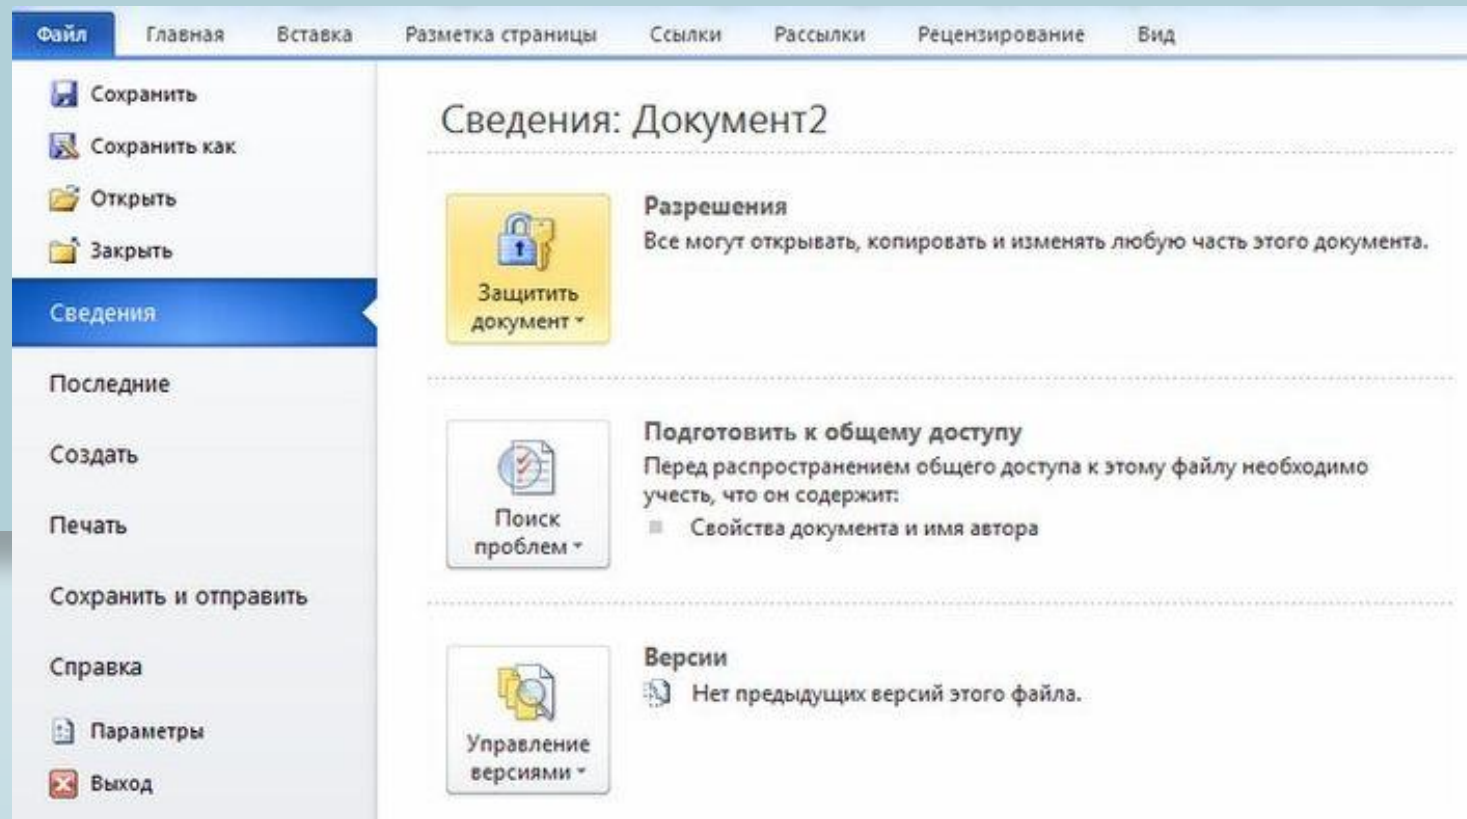 Файл Главная Вставка Разметка страницы Ссылки Рассылки Рецензирование Вид
Сохранить
Сохранить как
Открыть
Закрыть
Сведения
Последние
Создать
Печать
Сохранить и отправить
Справка
Параметры
Выход
Сведения: Документ2
Защитить
документ
Разрешения
Все могут открывать, копировать и изменять любую часть этого документа.
Поиск
проблем
Подготовить к общему доступу
Перед распространением общего доступа к этому файлу необходимо
учесть, что он содержит:
Свойства документа и имя автора
Управление
версиями
Версии
Нет предыдущих версий этого файла.